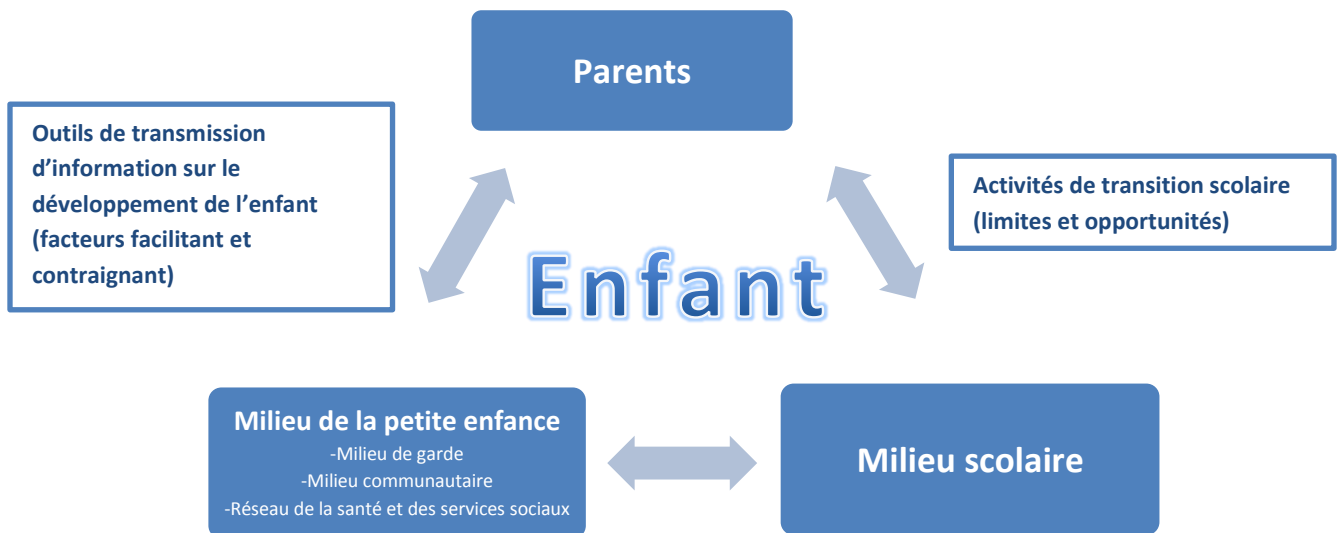 Parents
Outils de transmission
d’information sur le
développement de l’enfant
(facteurs facilitant et
contraignant)
Activités de transition scolaire
(limites et opportunités)
Enfant
Milieu de la petite enfance
-Milieu de garde
-Milieu communautaire
-Réseau de la santé et des services sociaux
Milieu scolaire